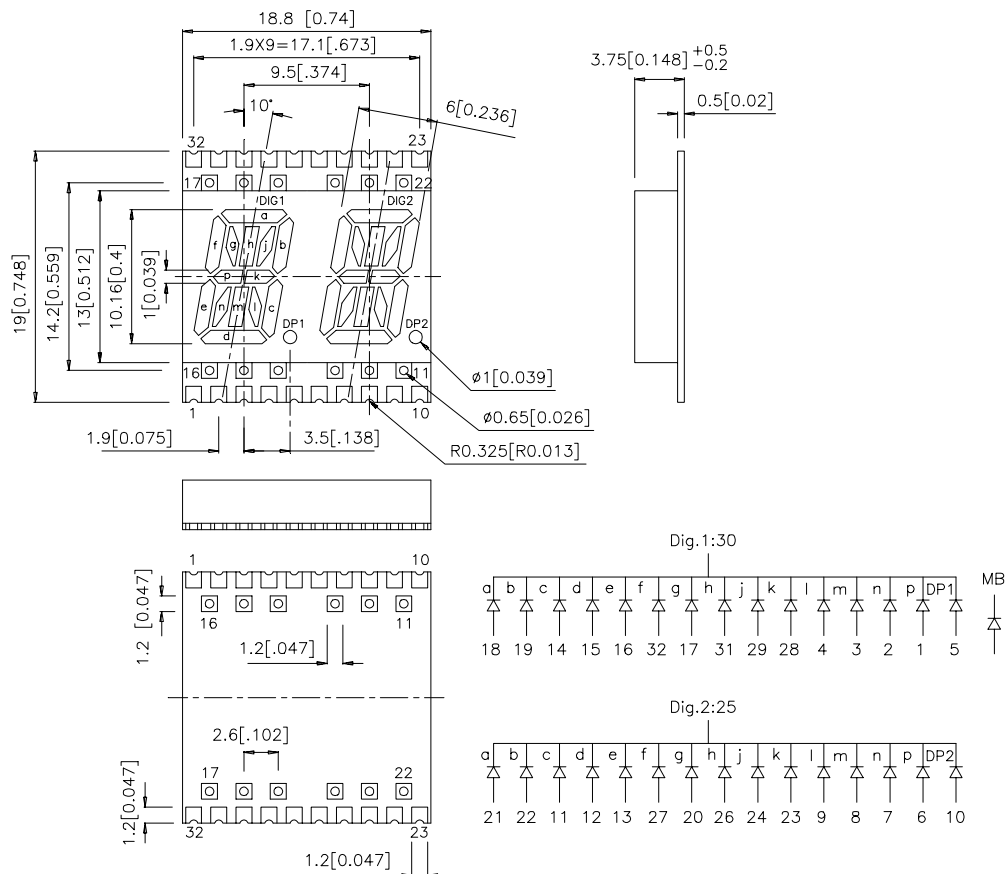 18.8 [0.74]
1.9X9=17.1[.673]
9.5[.374]
10°
6[0.236]
3.75[0.148] +0.5 −0.2
0.5[0.02]
32
23
17
22
DIG1
DIG2
a
f
g
h
j
b
p
k
e
n
m
l
c
d
DP1
DP2
19[0.748]
14.2[0.559]
13[0.512]
10.16[0.4]
1[0.039]
16
11
1
10
ø1[0.039]
ø0.65[0.026]
R0.325[R0.013]
1.9[0.075]
3.5[.138]
1
10
1.2 [0.047]
16
11
1.2[.047]
2.6[.102]
17
22
1.2[0.047]
32
23
1.2[0.047]
Dig.1:30
a b c d e f g h j k l m n p DP1
18 19 14 15 16 32 17 31 29 28 4 3 2 1 5
MB
Dig.2:25
a b c d e f g h j k l m n p DP2
21 22 11 12 13 27 20 26 24 23 9 8 7 6 10